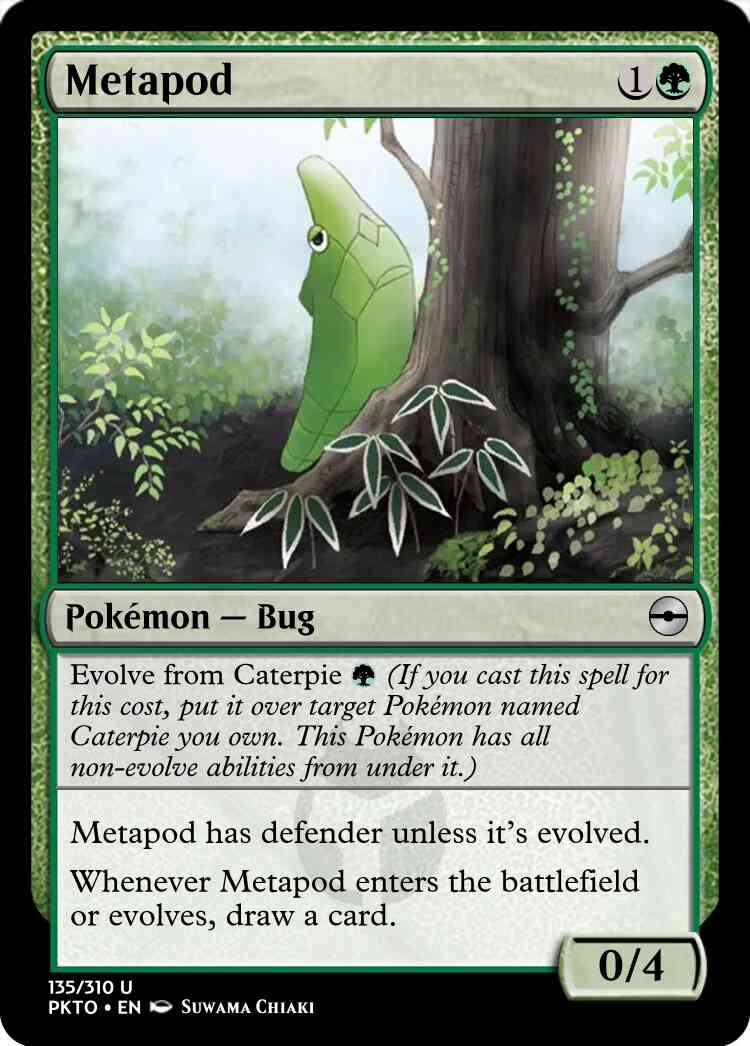 Metapod 1
Pokémon — Bug
Evolve from Caterpie (If you cast this spell for
this cost, put it over target Pokémon named
Caterpie you own. This Pokémon has all
non-evolve abilities from under it.)
Metapod has defender unless it's evolved.
Whenever Metapod enters the battlefield
or evolves, draw a card.
0/4
135/310 U
PKTO • EN Suwama Chiaki